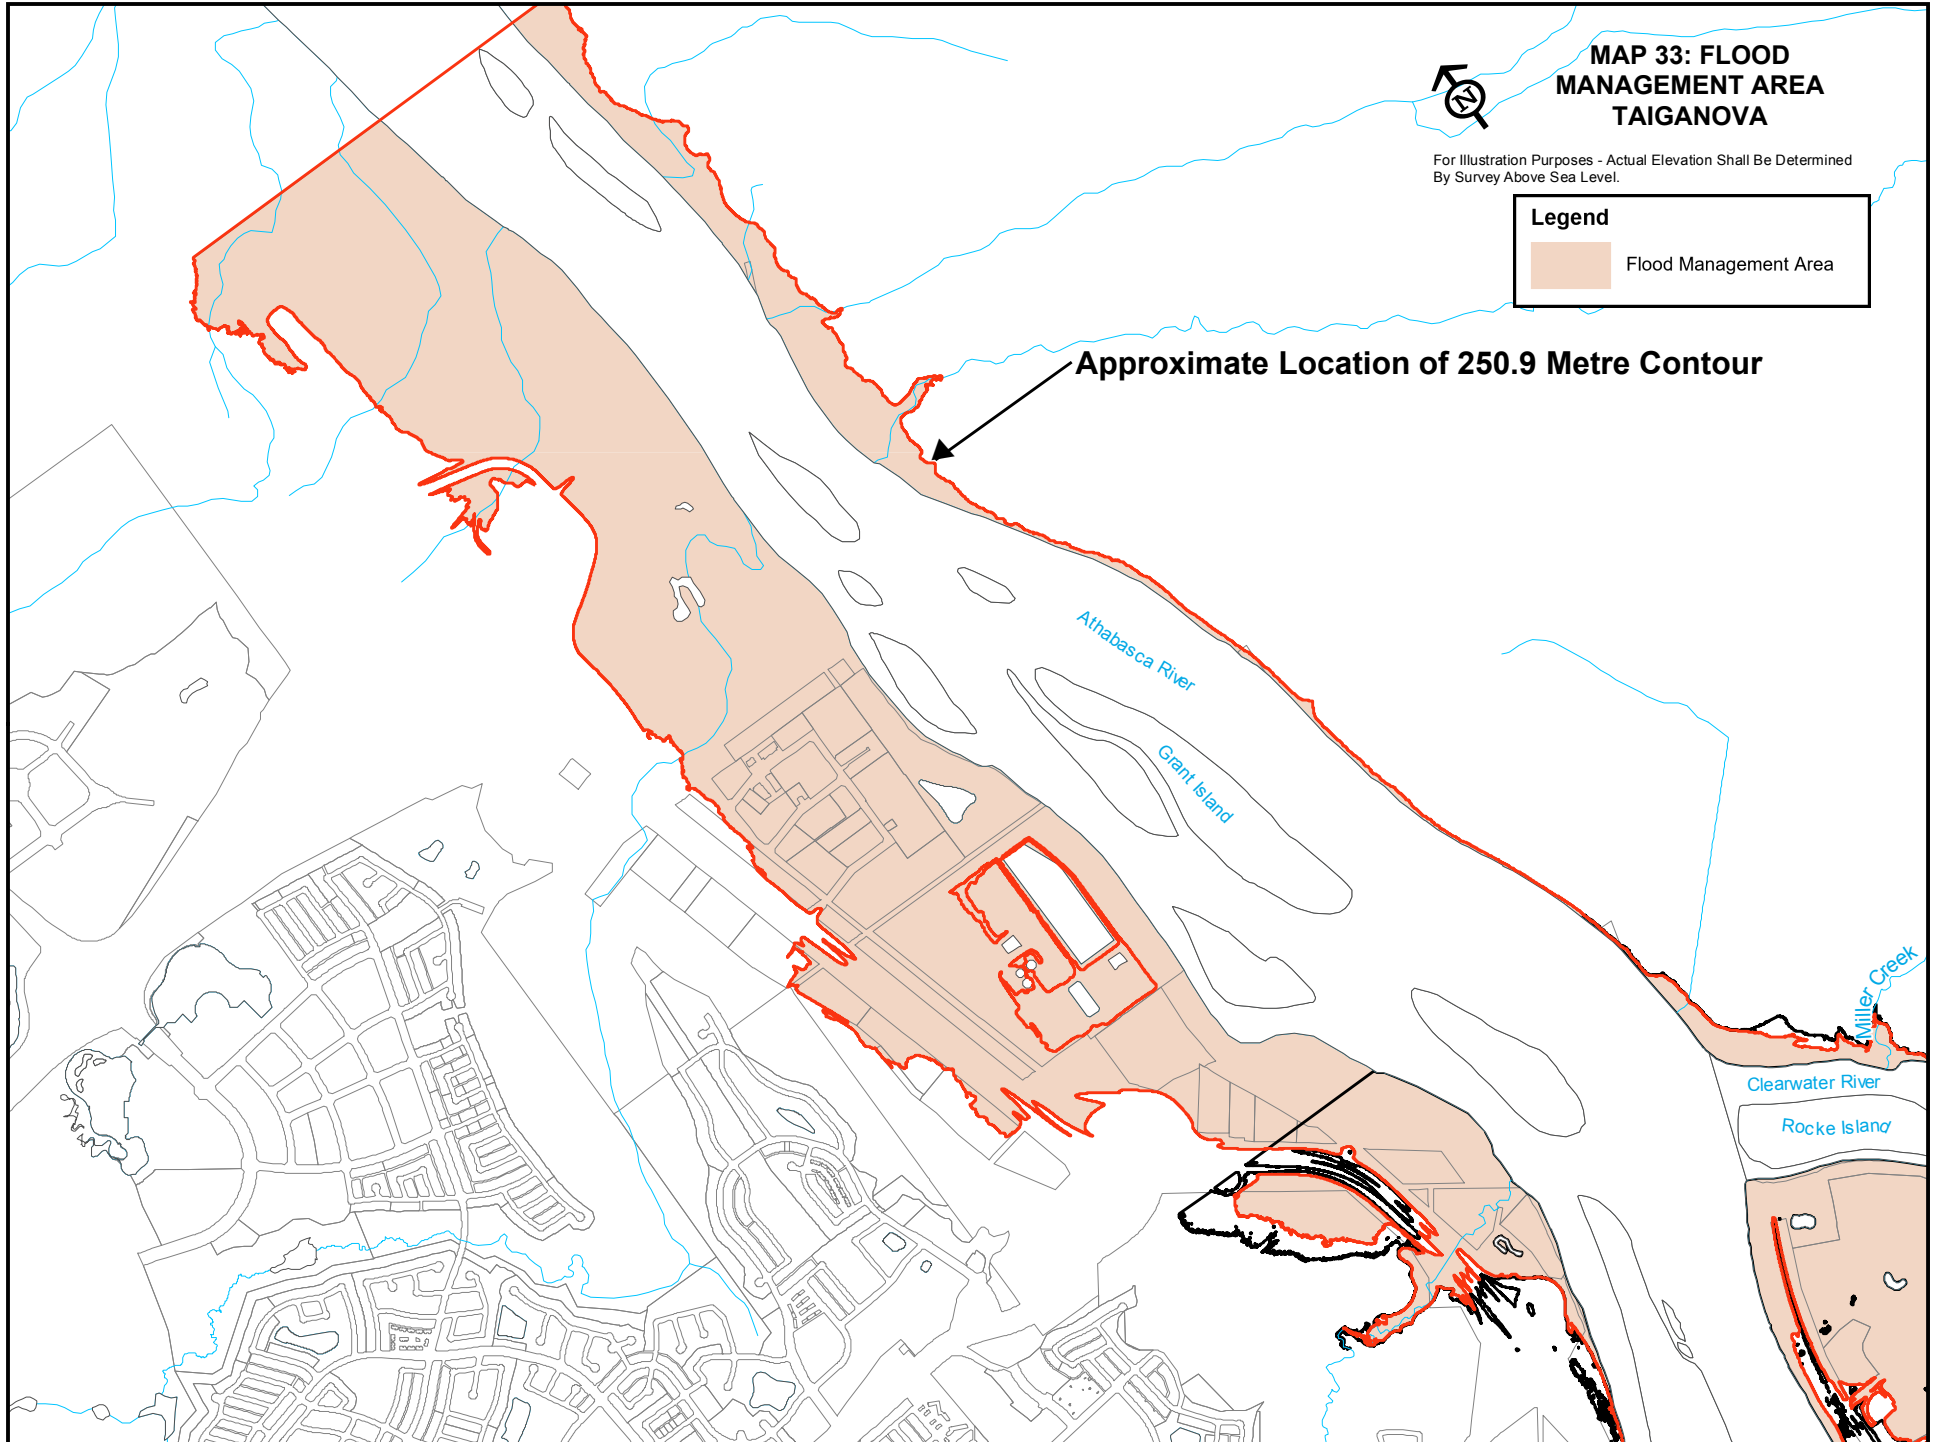 MAP 33: FLOOD
MANAGEMENT AREA
TAIGANOVA
N
For Illustration Purposes - Actual Elevation Shall Be Determined
By Survey Above Sea Level.
Legend
Flood Management Area
Approximate Location of 250.9 Metre Contour
Athabasca River
Grant Island
Miller Creek
Clearwater River
Rocke Island